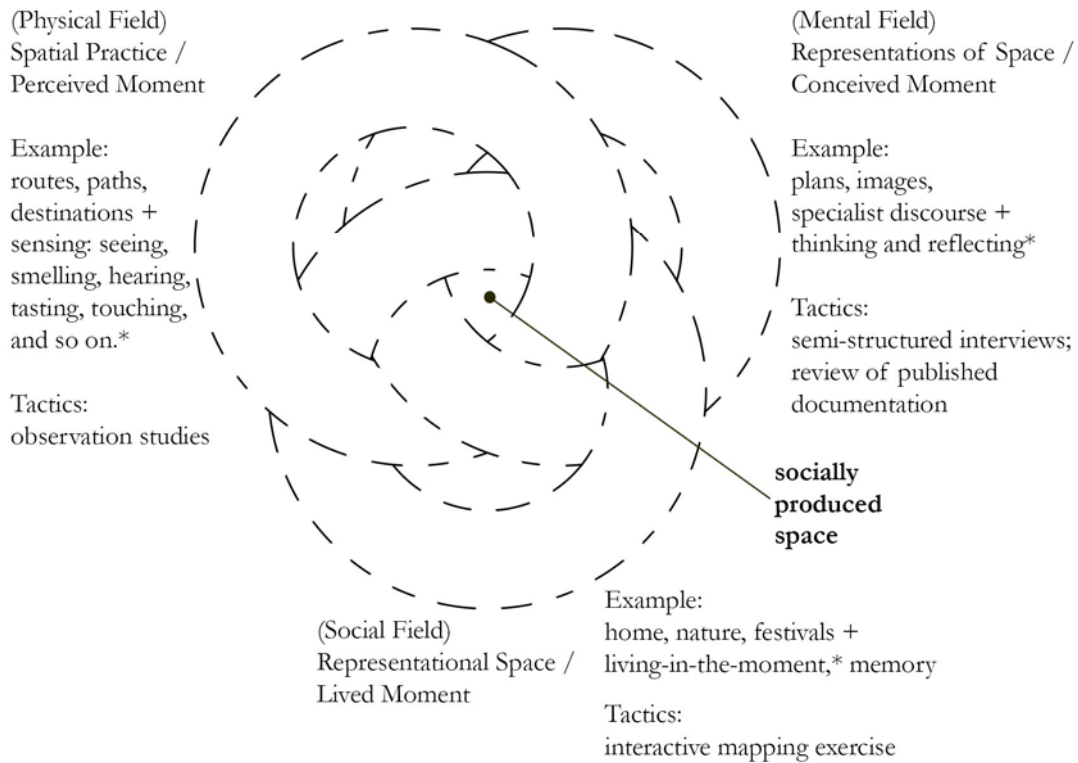 (Physical Field)
Spatial Practice /
Perceived Moment
Example:
routes, paths,
destinations +
sensing: seeing,
smelling, hearing,
tasting, touching,
and so on.*
Tactics:
observation studies
(Mental Field)
Representations of Space /
Conceived Moment
Example:
plans, images,
specialist discourse +
thinking and reflecting*
Tactics:
semi-structured interviews;
review of published
documentation
socially
produced
space
(Social Field)
Representational Space /
Lived Moment
Example:
home, nature, festivals +
living-in-the-moment,* memory
Tactics:
interactive mapping exercise